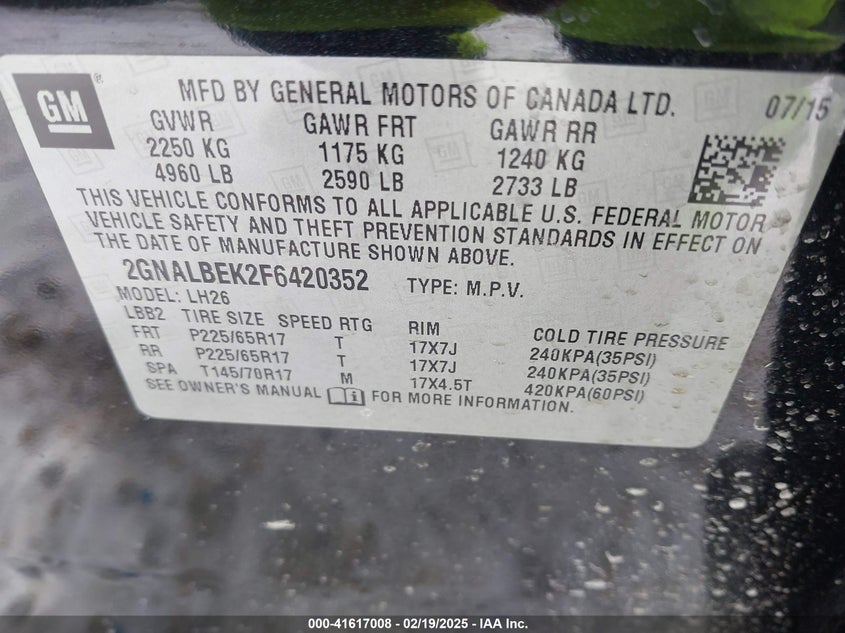 GM
®
MFD BY GENERAL MOTORS OF CANADA LTD. 07/15
GVWR GAWR FRT GAWR RR
2250 KG 1175 KG 1240 KG
4960 LB 2590 LB 2733 LB
THIS VEHICLE CONFORMS TO ALL APPLICABLE U.S. FEDERAL MOTOR
VEHICLE SAFETY AND THEFT PREVENTION STANDARDS IN EFFECT ON
THE DATE OF MANUFACTURE SHOWN ABOVE.
2GNALBEK2F6420352 TYPE: M.P.V.
MODEL: LH26
LBB2 TIRE SIZE SPEED RTG RIM COLD TIRE PRESSURE
FRT P225/65R17 T 17X7J 240KPA(35PSI)
RR P225/65R17 T 17X7J 240KPA(35PSI)
SPA T145/70R17 M 17X4.5T 420KPA(60PSI)
SEE OWNER'S MANUAL FOR MORE INFORMATION.
000-41617008 - 02/19/2025 - IAA Inc.